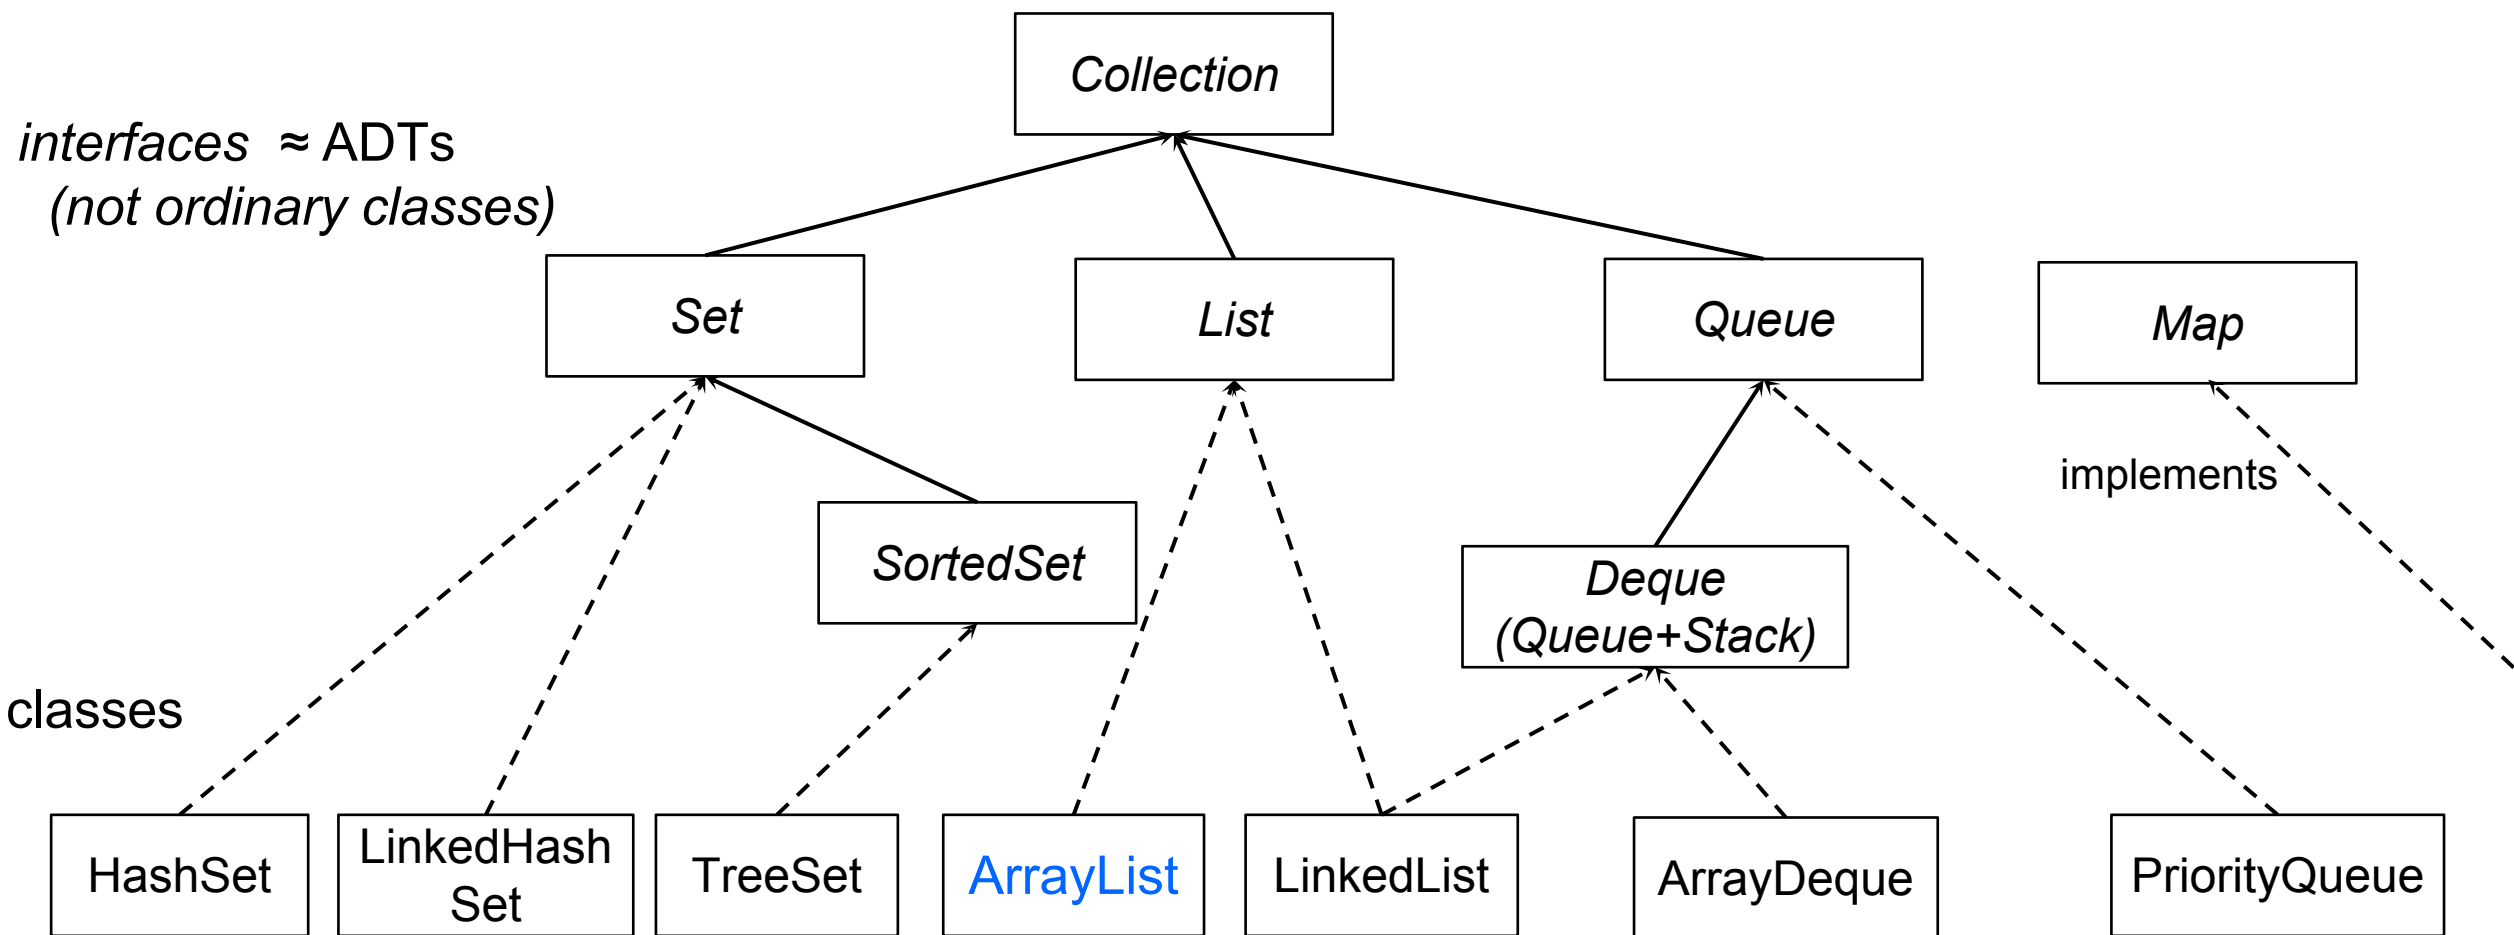 Collection
interfaces ≈ ADTs
(not ordinary classes)
Set
List
Queue
Map
implements
SortedSet
Deque
(Queue+Stack)
classes
HashSet
LinkedHash
Set
TreeSet
ArrayList
LinkedList
ArrayDeque
PriorityQueue